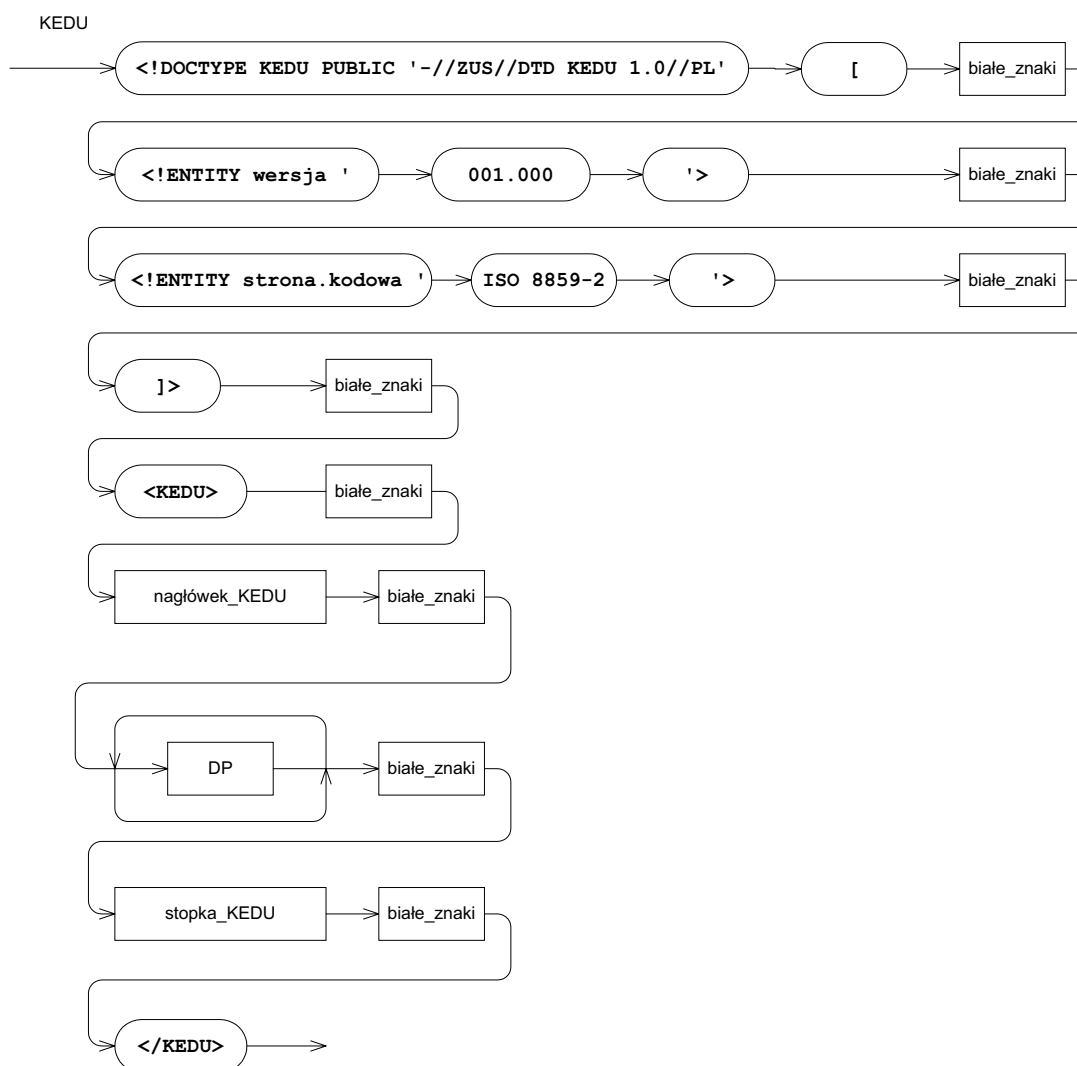 KEDU
<!DOCTYPE KEDU PUBLIC '-//ZUS//DTD KEDU 1.0//PL' [ białe_znaki
<!ENTITY wersja ' 001.000 '> białe_znaki
<!ENTITY strona.kodowa ' ISO 8859-2 '> białe_znaki
]> białe_znaki
<KEDU> białe_znaki
nagłówek_KEDU białe_znaki
DP białe_znaki
stopka_KEDU białe_znaki
</KEDU>